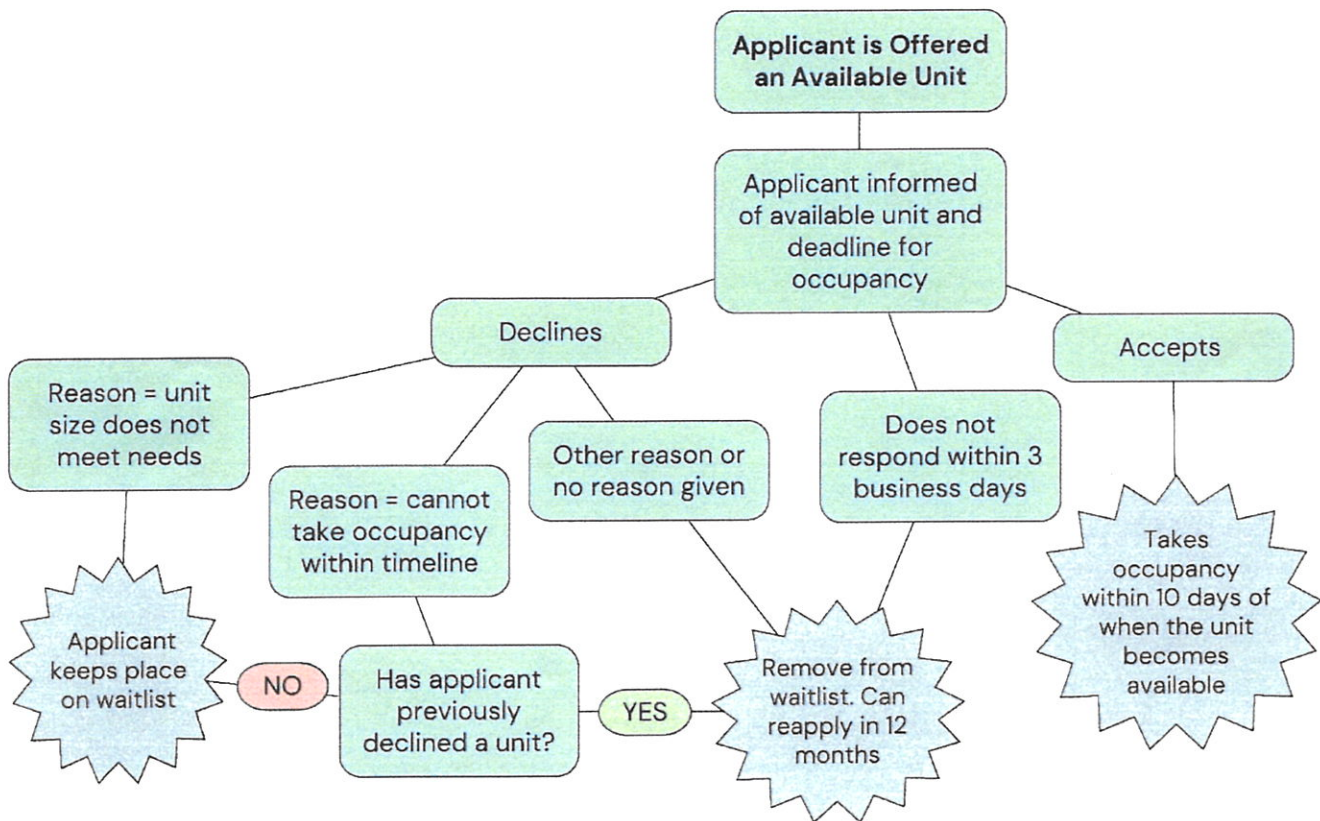 Applicant is Offered
an Available Unit
Applicant informed
of available unit and
deadline for
occupancy
Declines
Accepts
Reason = unit
size does not
meet needs
Reason = cannot
take occupancy
within timeline
Other reason or
no reason given
Does not
respond within 3
business days
Takes
occupancy
within 10 days of
when the unit
becomes
available
Applicant
keeps place
on waitlist
NO
Has applicant
previously
declined a unit?
YES
Remove from
waitlist. Can
reapply in 12
months